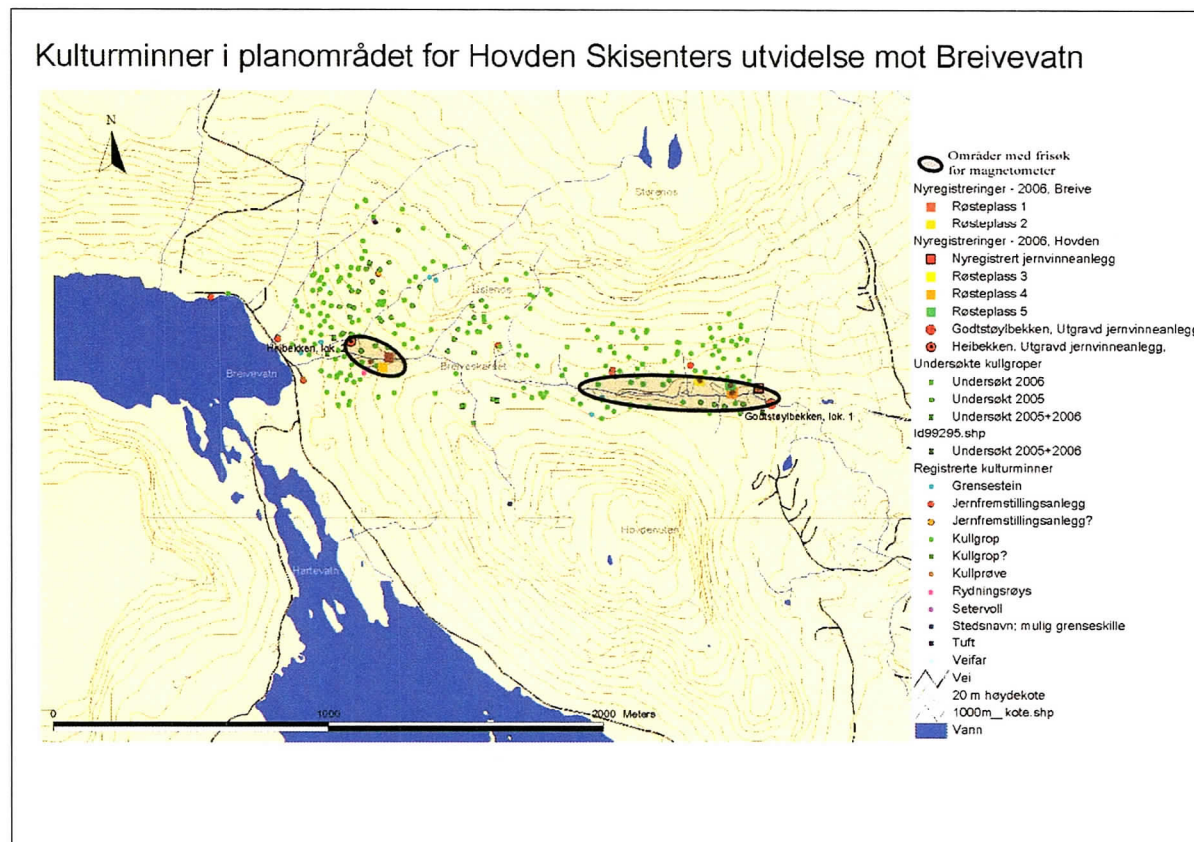 Kulturminner i planområdet for Hovden Skisenters utvidelse mot Breivevatn
N
Størenos
Lislenos
Heibekken, lok.
Breivevatn
Breiveskardet
Godtstøylbekken, lok. 1
Hovdenuten
Hartevatn
0 1000 2000 Meters
Områder med frisøk
for magnetometer
Nyregistreringer - 2006, Breive
Røsteplass 1
Røsteplass 2
Nyregistreringer - 2006, Hovden
Nyregistrert jernvinneanlegg
Røsteplass 3
Røsteplass 4
Røsteplass 5
Godtstøylbekken, Utgravd jernvinneanlegg
Heibekken, Utgravd jernvinneanlegg,
Undersøkte kullgroper
Undersøkt 2006
Undersøkt 2005
Undersøkt 2005+2006
Id99295.shp
Undersøkt 2005+2006
Registrerte kulturminner
Grensestein
Jernfremstillingsanlegg
Jernfremstillingsanlegg?
Kullgrop
Kullgrop?
Kullprøve
Rydningsrøys
Setervoll
Stedsnavn; mulig grenseskille
Tuft
Veifar
Vei
20 m høydekote
1000m__kote.shp
Vann